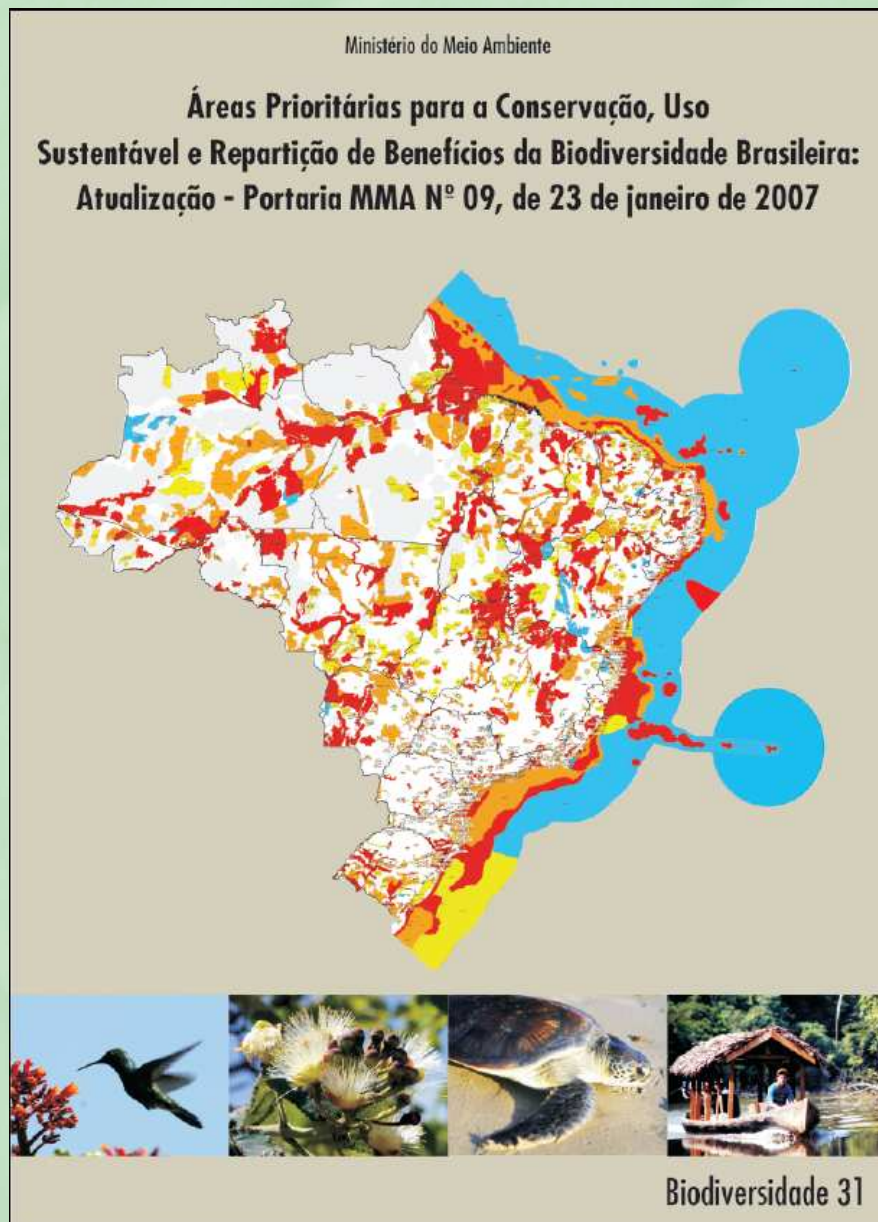 Ministério do Meio Ambiente
Áreas Prioritárias para a Conservação, Uso
Sustentável e Repartição de Benefícios da Biodiversidade Brasileira:
Atualização - Portaria MMA Nº 09, de 23 de janeiro de 2007
Biodiversidade 31